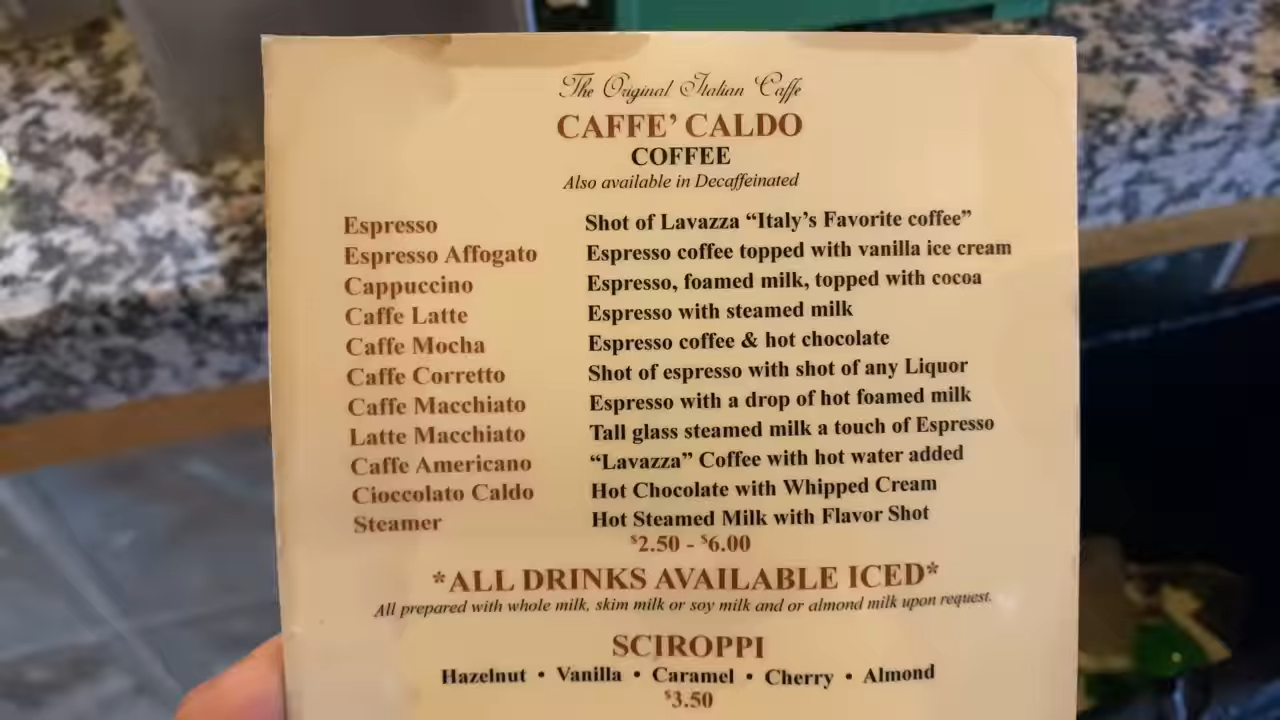 The Original Italian Caffe
CAFFE’ CALDO
COFFEE
Also available in Decaffeinated
Espresso Shot of Lavazza “Italy’s Favorite coffee”
Espresso Affogato Espresso coffee topped with vanilla ice cream
Cappuccino Espresso, foamed milk, topped with cocoa
Caffe Latte Espresso with steamed milk
Caffe Mocha Espresso coffee & hot chocolate
Caffe Corretto Shot of espresso with shot of any Liquor
Caffe Macchiato Espresso with a drop of hot foamed milk
Latte Macchiato Tall glass steamed milk a touch of Espresso
Caffe Americano “Lavazza” Coffee with hot water added
Cioccolato Caldo Hot Chocolate with Whipped Cream
Steamer Hot Steamed Milk with Flavor Shot
$2.50 - $6.00
*ALL DRINKS AVAILABLE ICED*
All prepared with whole milk, skim milk or soy milk and or almond milk upon request.
SCIROPPI
Hazelnut • Vanilla • Caramel • Cherry • Almond
$3.50